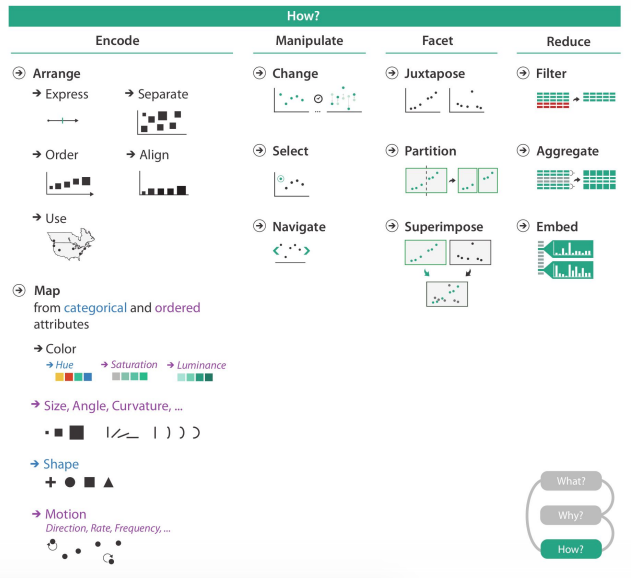 How?
Encode
Manipulate
Facet
Reduce
Arrange
Express
Separate
Order
Align
Use
Map
from categorical and ordered
attributes
Color
Hue
Saturation
Luminance
Size, Angle, Curvature, ...
Shape
Motion
Direction, Rate, Frequency, ...
Change
...
Select
Navigate
Juxtapose
Partition
Superimpose
Filter
Aggregate
Embed
What?
Why?
How?